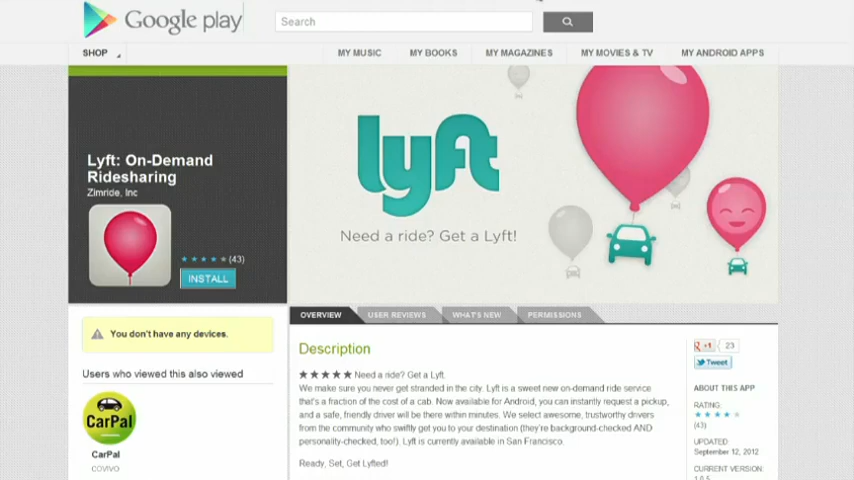 Google play
Search
SHOP
MY MUSIC
MY BOOKS
MY MAGAZINES
MY MOVIES & TV
MY ANDROID APPS
Lyft: On-Demand
Ridesharing
Zimride, Inc
(43)
INSTALL
lyft
Need a ride? Get a Lyft!
You don't have any devices.
Users who viewed this also viewed
CarPal
CarPal
COVIVO
OVERVIEW
USER REVIEWS
WHAT'S NEW
PERMISSIONS
Description
★★★★★ Need a ride? Get a Lyft.
We make sure you never get stranded in the city. Lyft is a sweet new on-demand ride service
that's a fraction of the cost of a cab. Now available for Android, you can instantly request a pickup,
and a safe, friendly driver will be there within minutes. We select awesome, trustworthy drivers
from the community who swiftly get you to your destination (they're background-checked AND
personality-checked, too!). Lyft is currently available in San Francisco.
Ready, Set, Get Lyfted!
g +1 23
Tweet
ABOUT THIS APP
RATING:
(43)
UPDATED:
September 12, 2012
CURRENT VERSION:
1.0.5